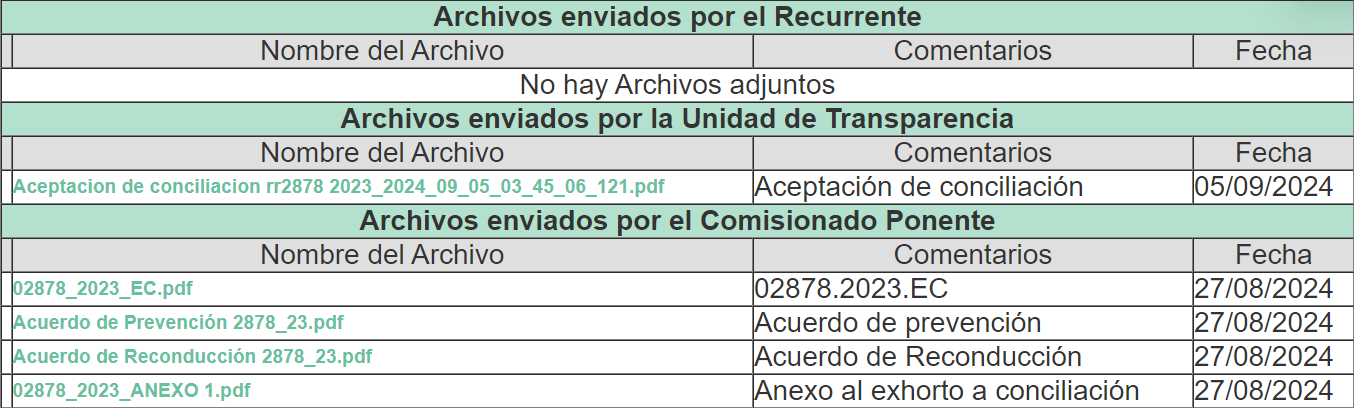 Archivos enviados por el Recurrente
Nombre del Archivo Comentarios Fecha
No hay Archivos adjuntos
Archivos enviados por la Unidad de Transparencia
Nombre del Archivo Comentarios Fecha
Aceptacion de conciliacion rr2878 2023_2024_09_05_03_45_06_121.pdf Aceptación de conciliación 05/09/2024
Archivos enviados por el Comisionado Ponente
Nombre del Archivo Comentarios Fecha
02878_2023_EC.pdf 02878.2023.EC 27/08/2024
Acuerdo de Prevención 2878_23.pdf Acuerdo de prevención 27/08/2024
Acuerdo de Reconducción 2878_23.pdf Acuerdo de Reconducción 27/08/2024
02878_2023_ANEXO 1.pdf Anexo al exhorto a conciliación 27/08/2024